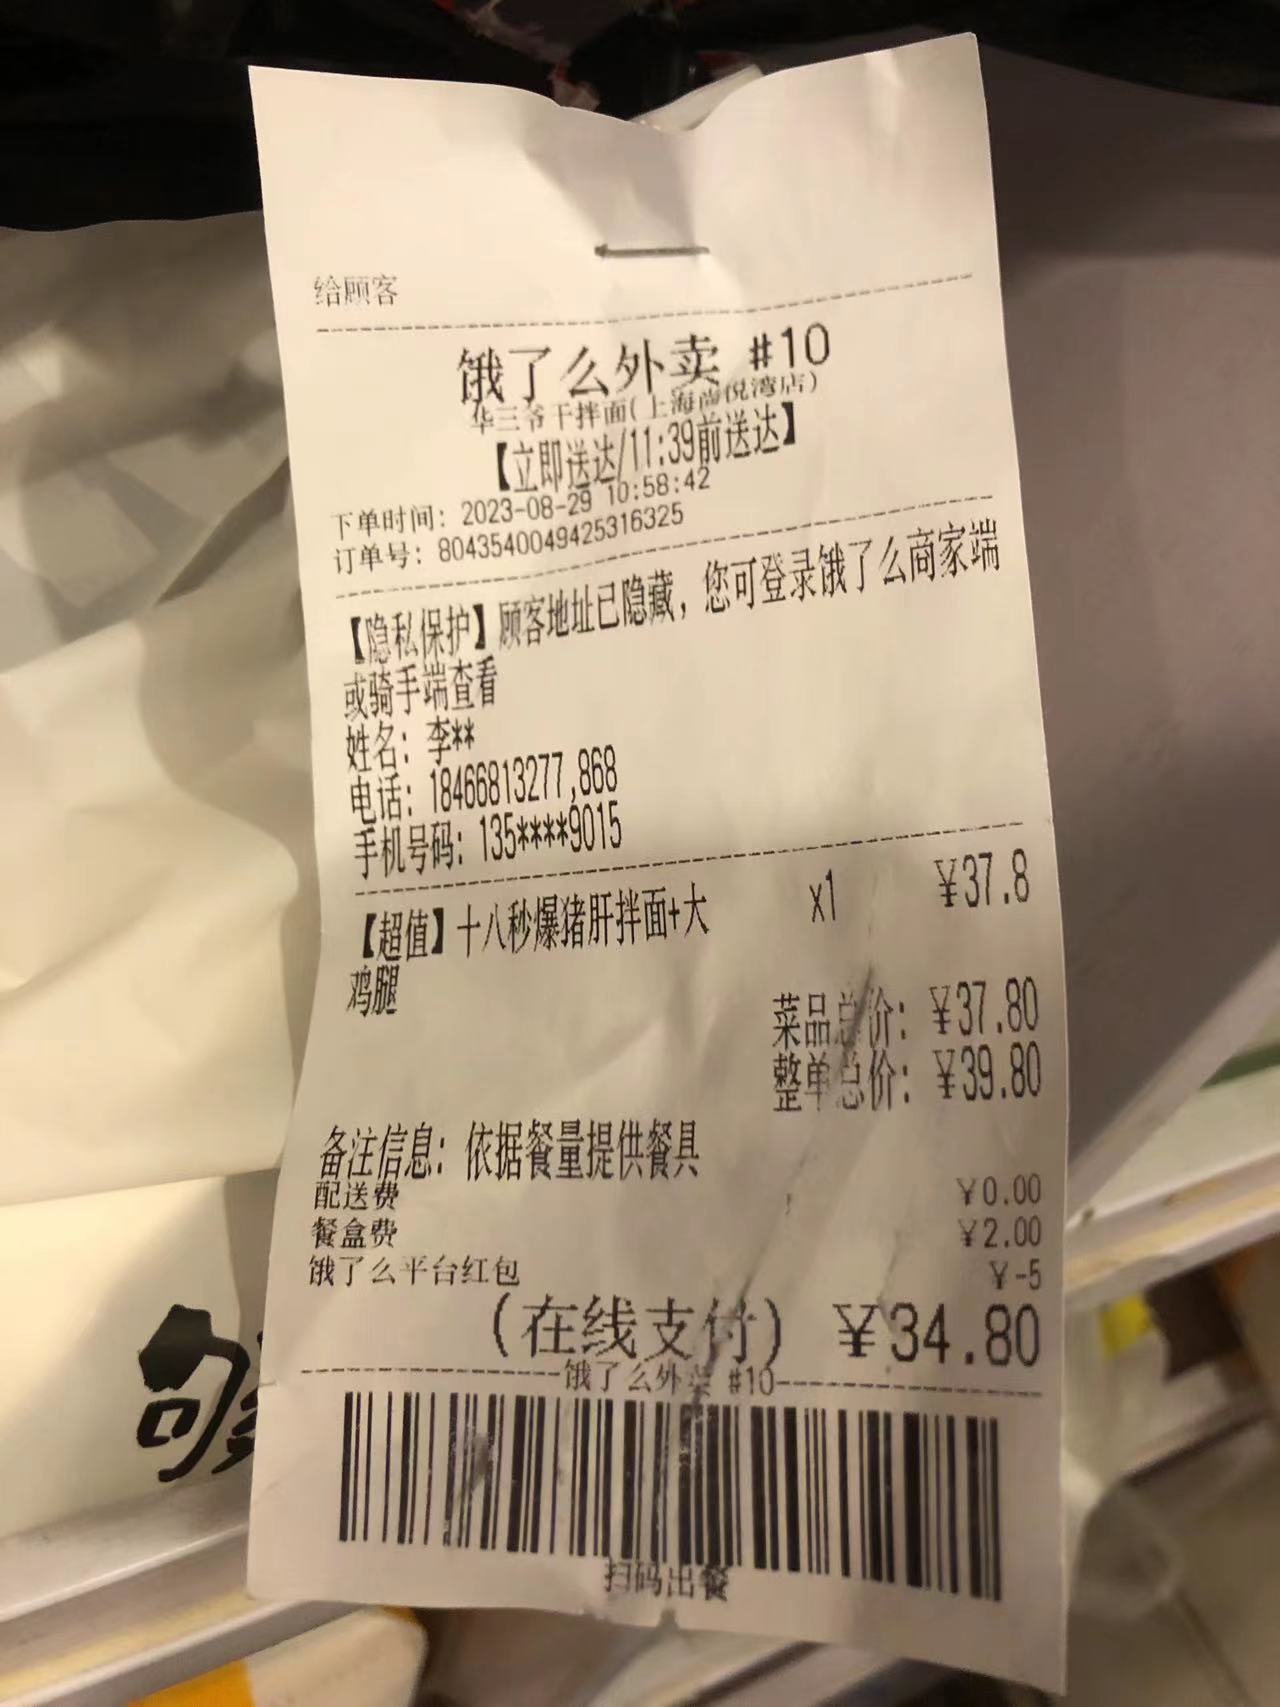 给顾客
饿了么外卖 #10
华三爷干拌面(上海尚悦湾店)
【立即送达/11:39前送达】
下单时间: 2023-08-29 10:58:42
订单号: 8043540049425316325
【隐私保护】顾客地址已隐藏, 您可登录饿了么商家端
或骑手端查看
姓名: 李**
电话: 18466813277,868
手机号码: 135****9015
【超值】十八秒爆猪肝拌面+大 x1 ¥37.8
鸡腿
菜品总价: ¥37.80
整单总价: ¥39.80
备注信息: 依据餐量提供餐具
配送费 ¥0.00
餐盒费 ¥2.00
饿了么平台红包 ¥-5
(在线支付) ¥34.80
饿了么外卖 #10
扫码出餐
够